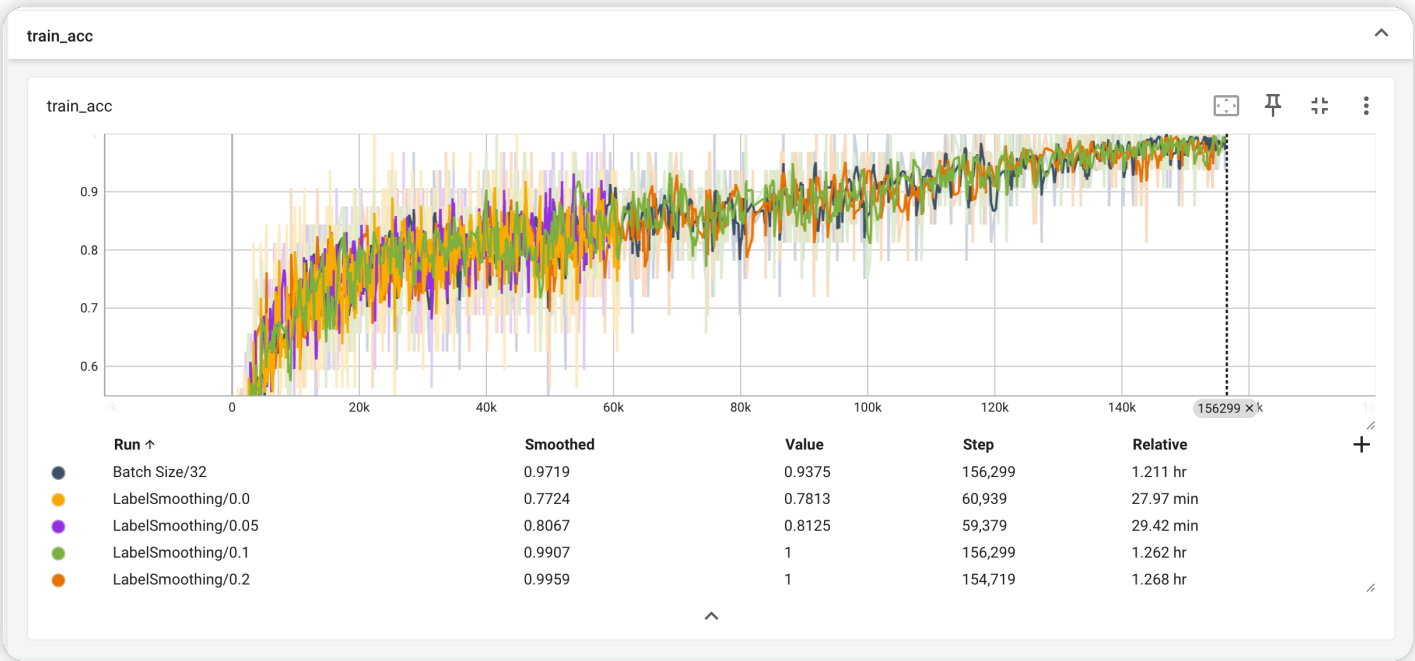 train_acc
train_acc
0.9
0.8
0.7
0.6
0 20k 40k 60k 80k 100k 120k 140k 156299 × k
Run ↑ Smoothed Value Step Relative
Batch Size/32 0.9719 0.9375 156,299 1.211 hr
LabelSmoothing/0.0 0.7724 0.7813 60,939 27.97 min
LabelSmoothing/0.05 0.8067 0.8125 59,379 29.42 min
LabelSmoothing/0.1 0.9907 1 156,299 1.262 hr
LabelSmoothing/0.2 0.9959 1 154,719 1.268 hr